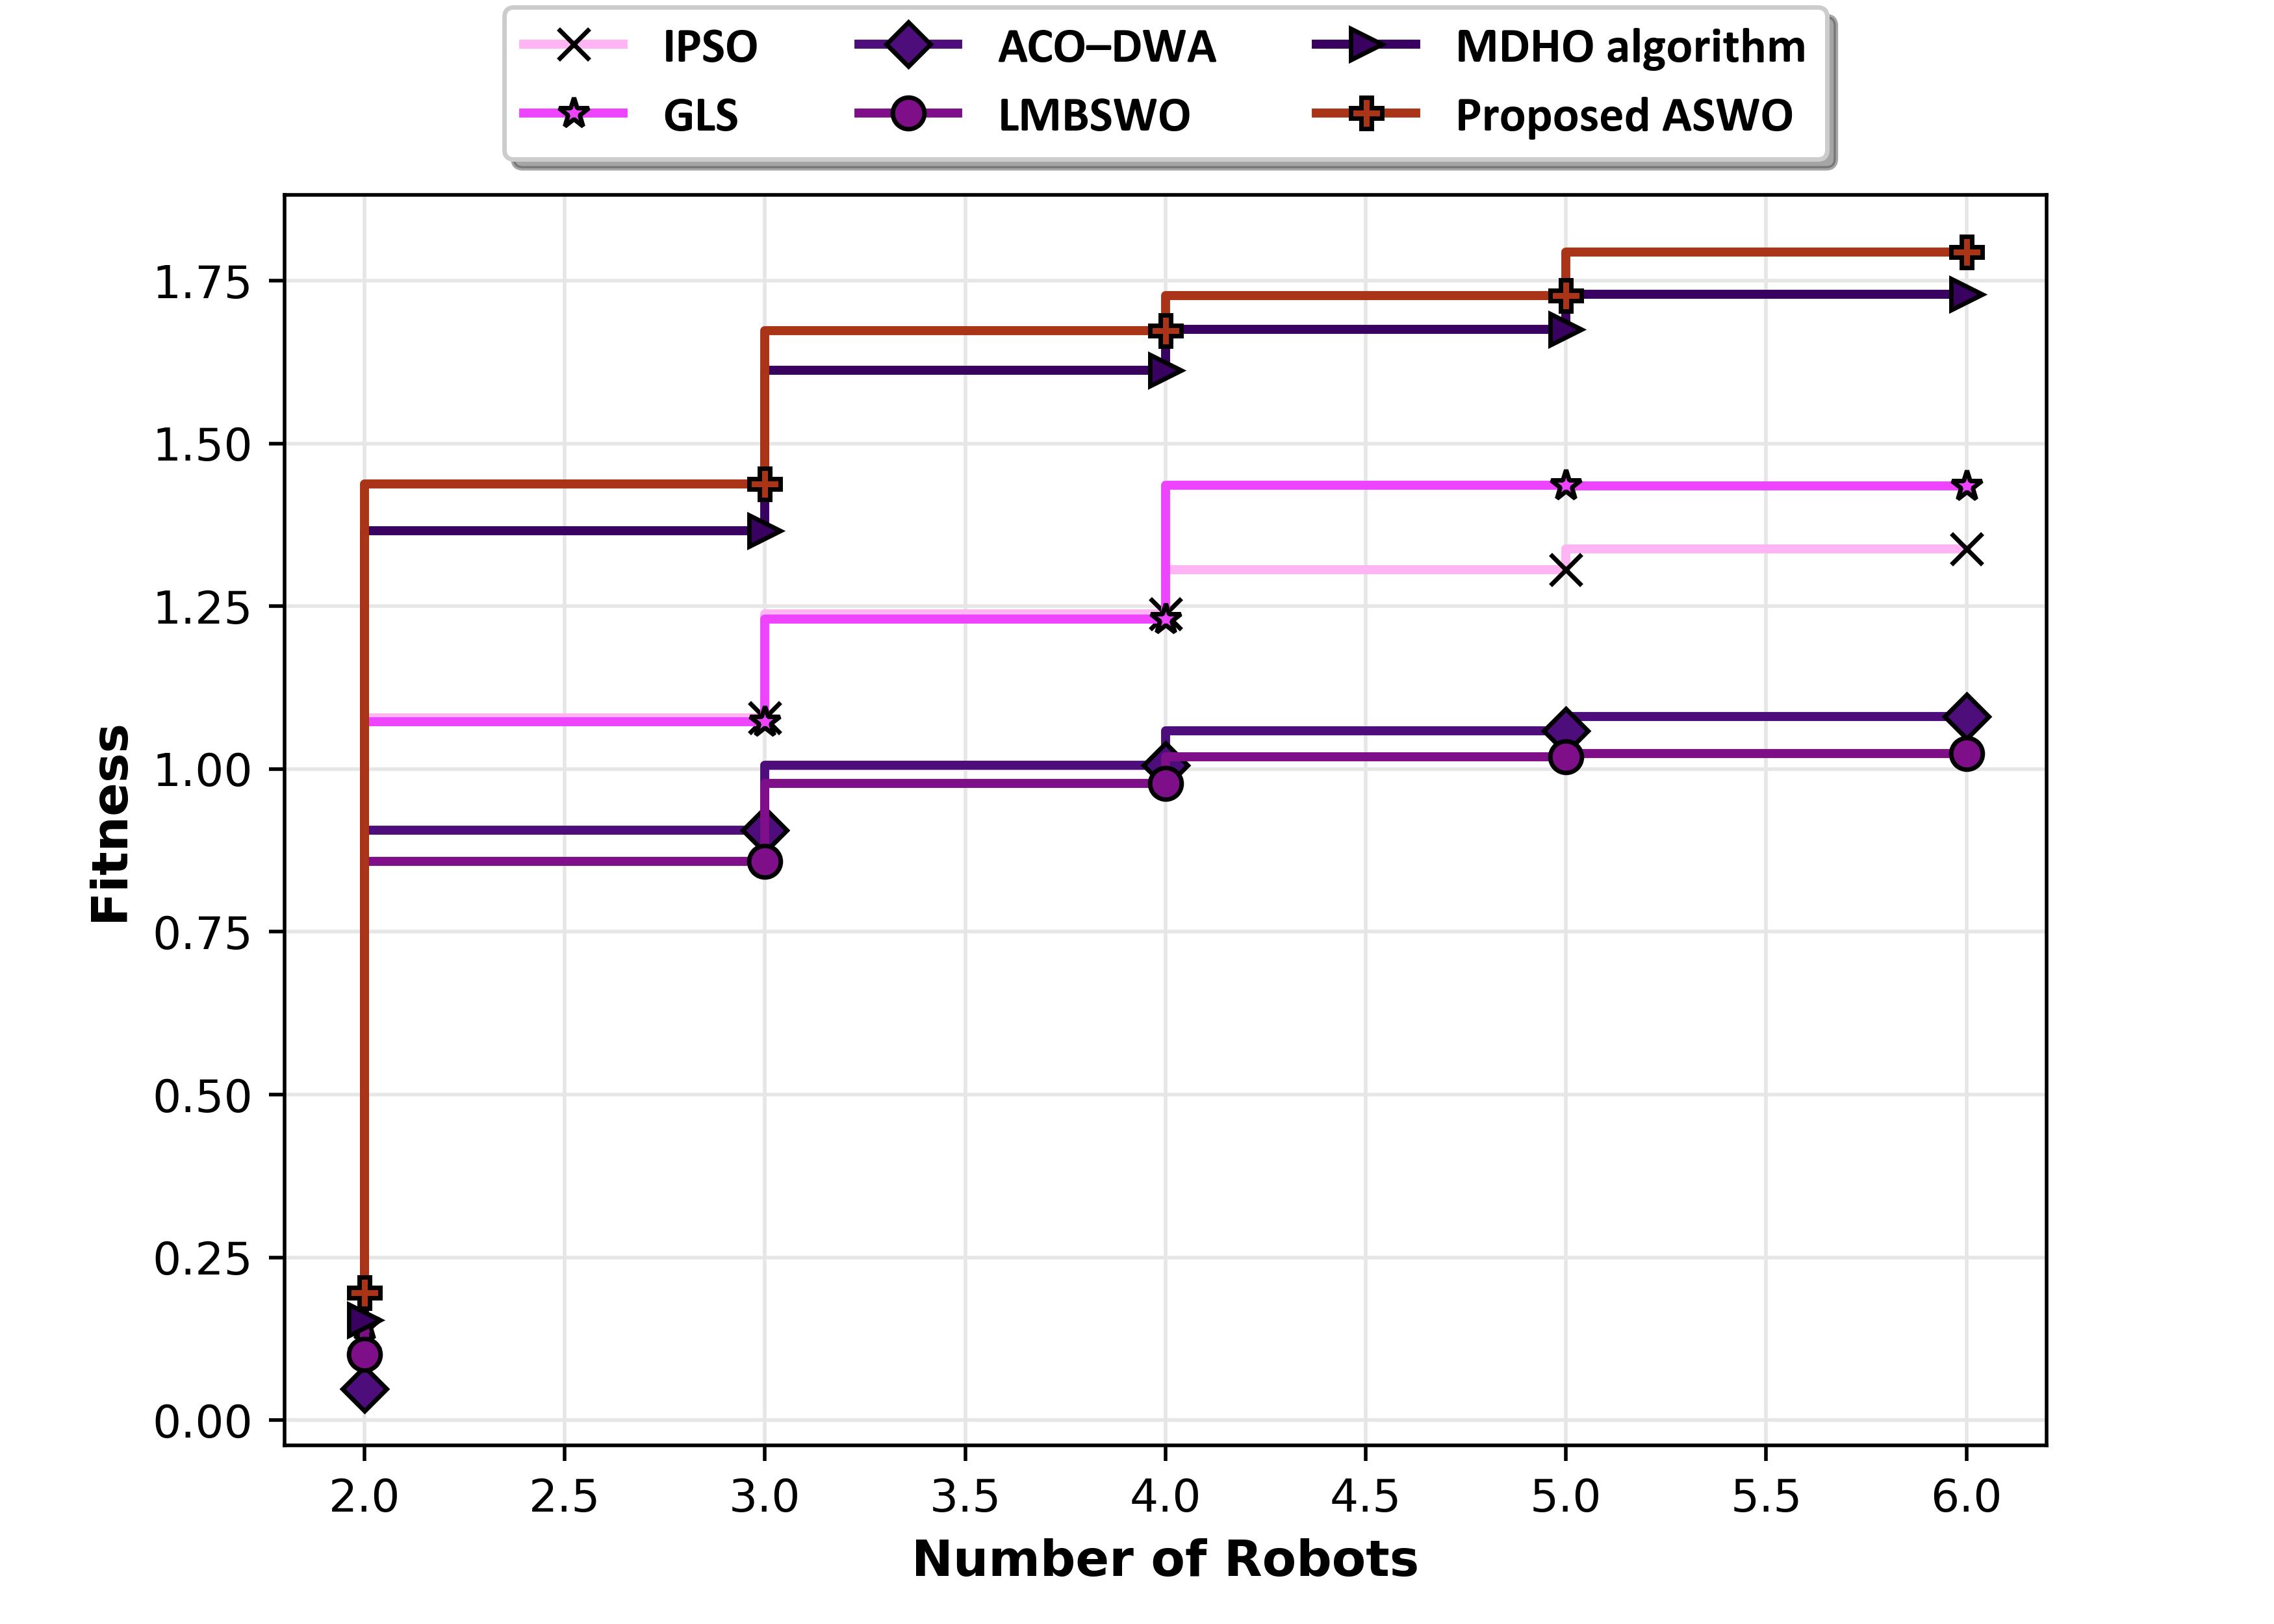 IPSO ACO–DWA MDHO algorithm
GLS LMBSWO Proposed ASWO
1.75
1.50
1.25
1.00
0.75
0.50
0.25
0.00
Fitness
2.0 2.5 3.0 3.5 4.0 4.5 5.0 5.5 6.0
Number of Robots